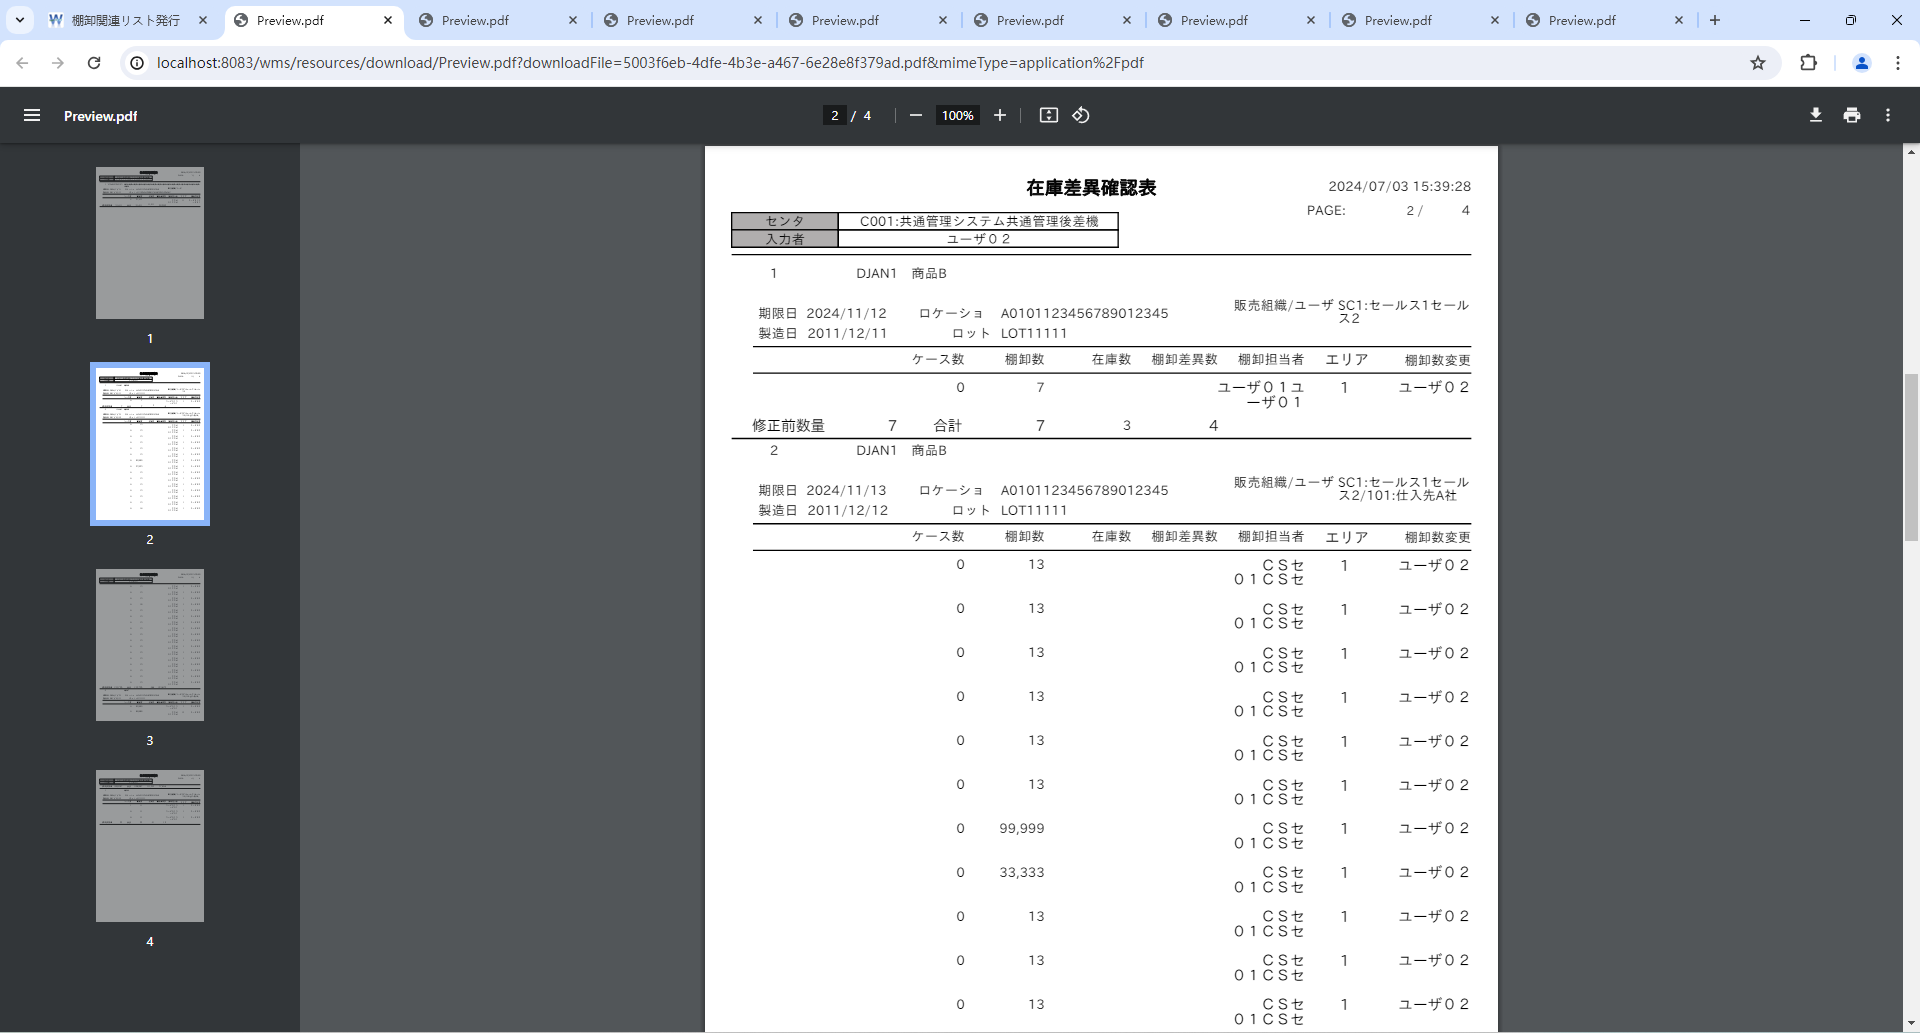 棚卸関連リスト発行 Preview.pdf Preview.pdf Preview.pdf Preview.pdf Preview.pdf Preview.pdf Preview.pdf Preview.pdf
localhost:8083/wms/resources/download/Preview.pdf?downloadFile=5003f6eb-4dfe-4b3e-a467-6e28e8f379ad.pdf&mimeType=application%2Fpdf
Preview.pdf 2 / 4 100%
1
2
3
4
在庫差異確認表 2024/07/03 15:39:28
PAGE: 2 / 4
センタ C001:共通管理システム共通管理後差機
入力者 ユーザ０２
1 DJAN1 商品B
期限日 2024/11/12 ロケーショ A0101123456789012345 販売組織/ユーザ SC1:セールス1セール
ス2
製造日 2011/12/11 ロット LOT11111
ケース数 棚卸数 在庫数 棚卸差異数 棚卸担当者 エリア 棚卸数変更
0 7 ユーザ０１ユ 1 ユーザ０２
ーザ０１
修正前数量 7 合計 7 3 4
2 DJAN1 商品B
期限日 2024/11/13 ロケーショ A0101123456789012345 販売組織/ユーザ SC1:セールス1セール
ス2/101:仕入先A社
製造日 2011/12/12 ロット LOT11111
ケース数 棚卸数 在庫数 棚卸差異数 棚卸担当者 エリア 棚卸数変更
0 13 ＣＳセ 1 ユーザ０２
０１ＣＳセ
0 13 ＣＳセ 1 ユーザ０２
０１ＣＳセ
0 13 ＣＳセ 1 ユーザ０２
０１ＣＳセ
0 13 ＣＳセ 1 ユーザ０２
０１ＣＳセ
0 13 ＣＳセ 1 ユーザ０２
０１ＣＳセ
0 13 ＣＳセ 1 ユーザ０２
０１ＣＳセ
0 99,999 ＣＳセ 1 ユーザ０２
０１ＣＳセ
0 33,333 ＣＳセ 1 ユーザ０２
０１ＣＳセ
0 13 ＣＳセ 1 ユーザ０２
０１ＣＳセ
0 13 ＣＳセ 1 ユーザ０２
０１ＣＳセ
0 13 ＣＳセ 1 ユーザ０２
０１ＣＳセ